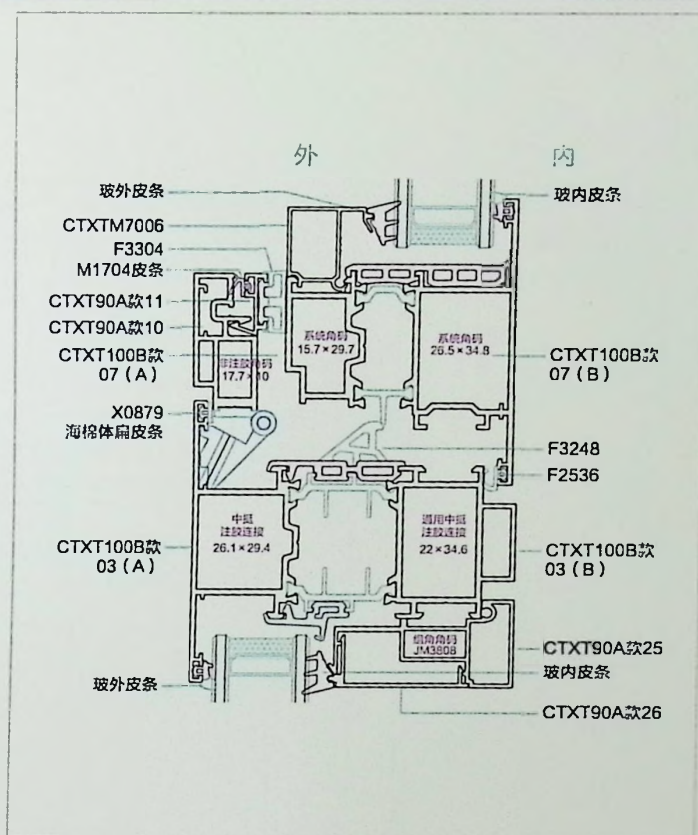 外 内
玻外皮条
玻内皮条
CTXTM7006
F3304
M1704皮条
CTXT90A款11
CTXT90A款10
CTXT100B款
07（A）
系统角码
15.7×29.7
系统角码
26.5×34.8
CTXT100B款
07（B）
非注胶角码
17.7×10
X0879
海棉体扁皮条
F3248
F2536
中挺
注胶连接
26.1×29.4
通用中挺
注胶连接
22×34.6
CTXT100B款
03（A）
CTXT100B款
03（B）
组角角码
JM3808
CTXT90A款25
玻外皮条
玻内皮条
CTXT90A款26